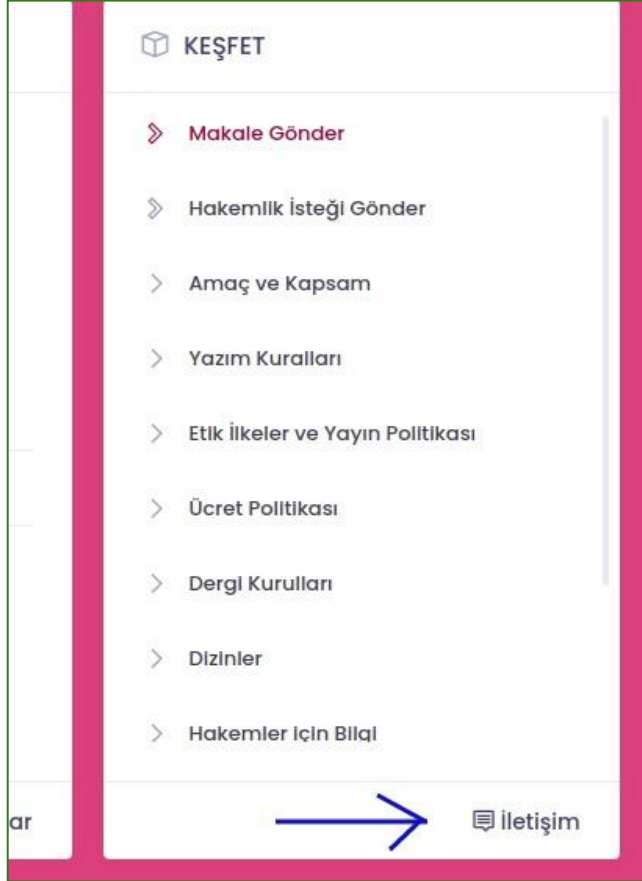 KEŞFET
Makale Gönder
Hakemlik İsteği Gönder
Amaç ve Kapsam
Yazım Kuralları
Etik İlkeler ve Yayın Politikası
Ücret Politikası
Dergi Kurulları
Dizinler
Hakemler için Bilgi
ar
İletişim